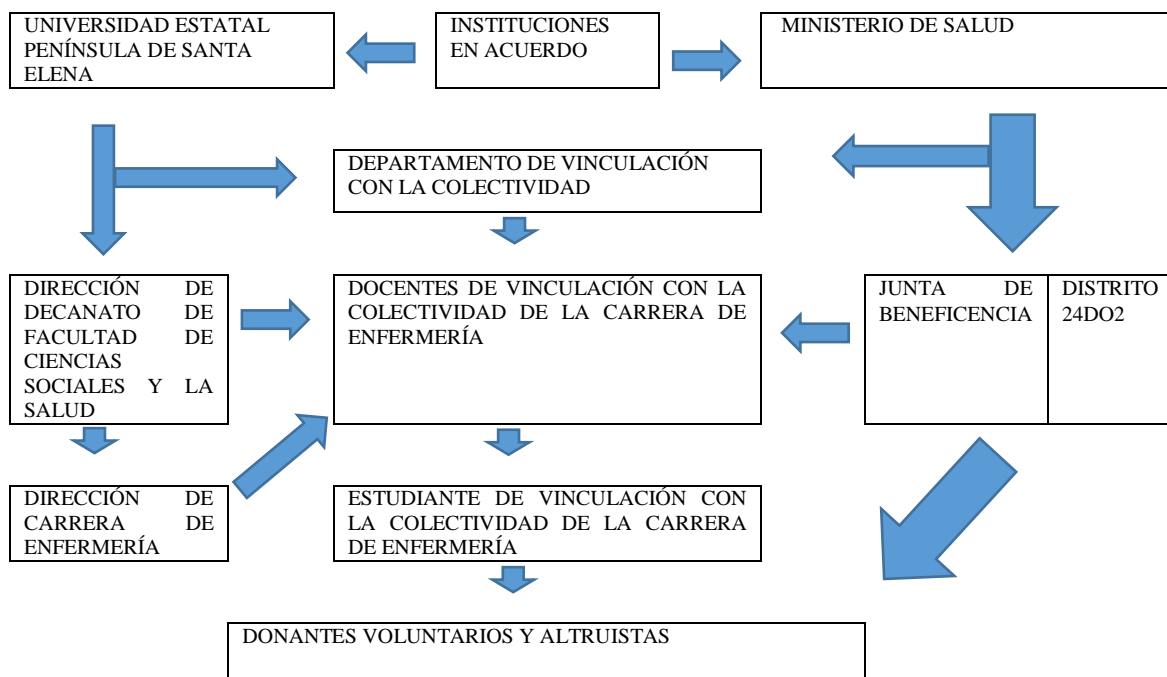 UNIVERSIDAD ESTATAL
PENÍNSULA DE SANTA
ELENA
INSTITUCIONES
EN ACUERDO
MINISTERIO DE SALUD
DEPARTAMENTO DE VINCULACIÓN
CON LA COLECTIVIDAD
DIRECCIÓN DE
DECANATO DE
FACULTAD DE
CIENCIAS
SOCIALES Y LA
SALUD
DOCENTES DE VINCULACIÓN CON LA
COLECTIVIDAD DE LA CARRERA DE
ENFERMERÍA
JUNTA DE
BENEFICENCIA
DISTRITO
24DO2
DIRECCIÓN DE
CARRERA DE
ENFERMERÍA
ESTUDIANTE DE VINCULACIÓN CON
LA COLECTIVIDAD DE LA CARRERA
DE ENFERMERÍA
DONANTES VOLUNTARIOS Y ALTRUISTAS